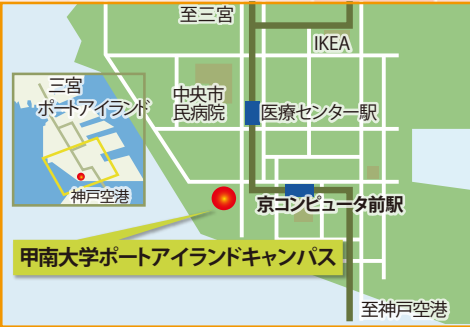 至三宮
IKEA
三宮
ポートアイランド
中央市
民病院
医療センター駅
神戸空港
京コンピュータ前駅
甲南大学ポートアイランドキャンパス
至神戸空港